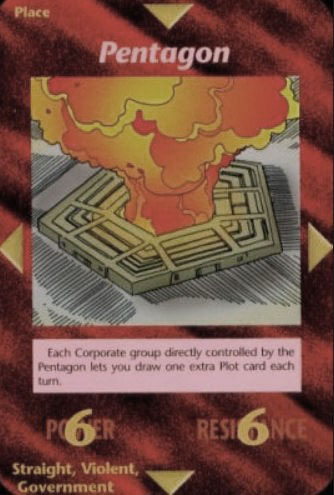 Place
Pentagon
Each Corporate group directly controlled by the
Pentagon lets you draw one extra Plot card each
turn.
POWER 6 RESISTANCE 6
Straight, Violent,
Government